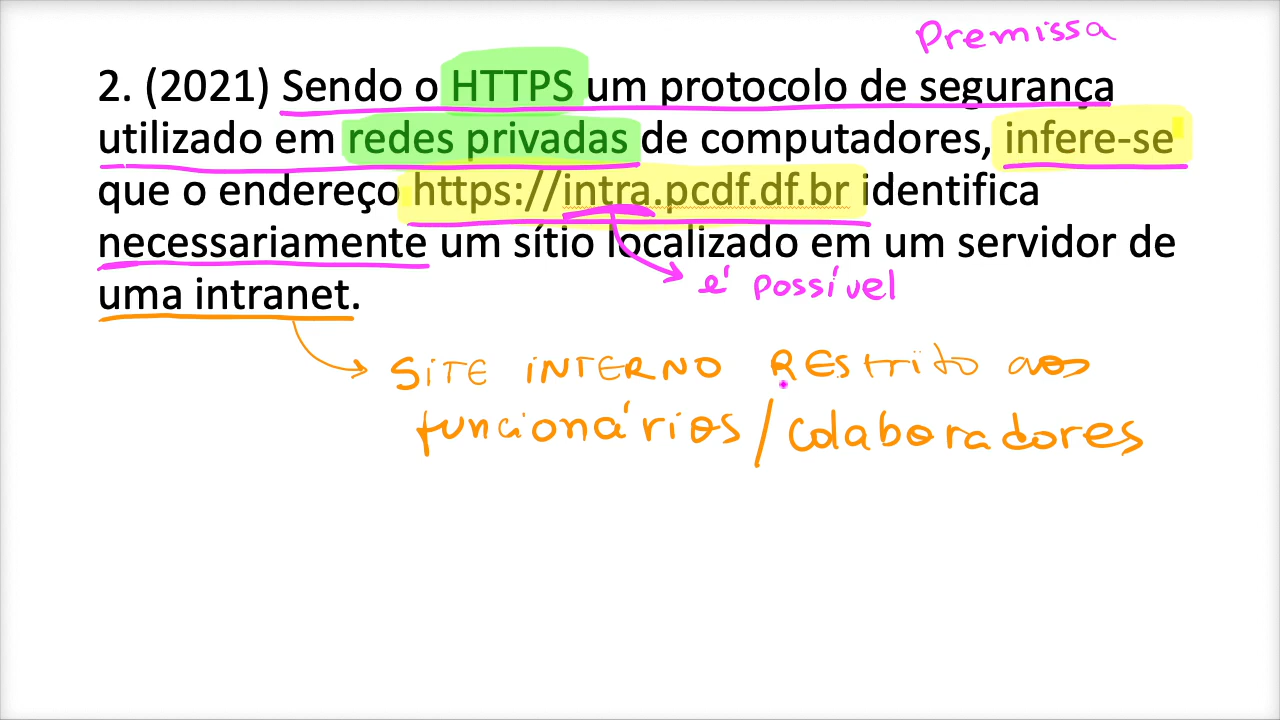 Premissa
2. (2021) Sendo o HTTPS um protocolo de segurança
utilizado em redes privadas de computadores, infere-se
que o endereço https://intra.pcdf.df.br identifica
necessariamente um sítio localizado em um servidor de
é possível
uma intranet.
SITE INTERNO RESTRITO aos
funcionários/colaboradores